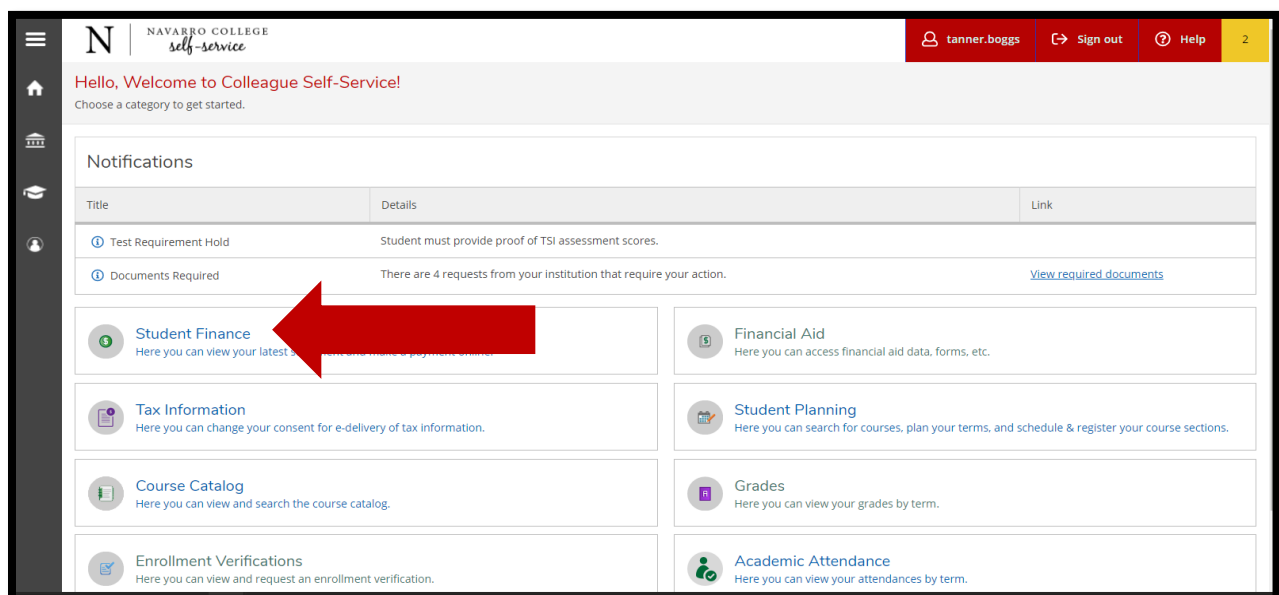 NAVARRO COLLEGE
self-service
tanner.boggs
Sign out
Help
2
Hello, Welcome to Colleague Self-Service!
Choose a category to get started.
Notifications
Title Details Link
Test Requirement Hold Student must provide proof of TSI assessment scores.
Documents Required There are 4 requests from your institution that require your action. View required documents
Student Finance
Here you can view your latest and make a payment online.
Financial Aid
Here you can access financial aid data, forms, etc.
Tax Information
Here you can change your consent for e-delivery of tax information.
Student Planning
Here you can search for courses, plan your terms, and schedule & register your course sections.
Course Catalog
Here you can view and search the course catalog.
Grades
Here you can view your grades by term.
Enrollment Verifications
Here you can view and request an enrollment verification.
Academic Attendance
Here you can view your attendances by term.